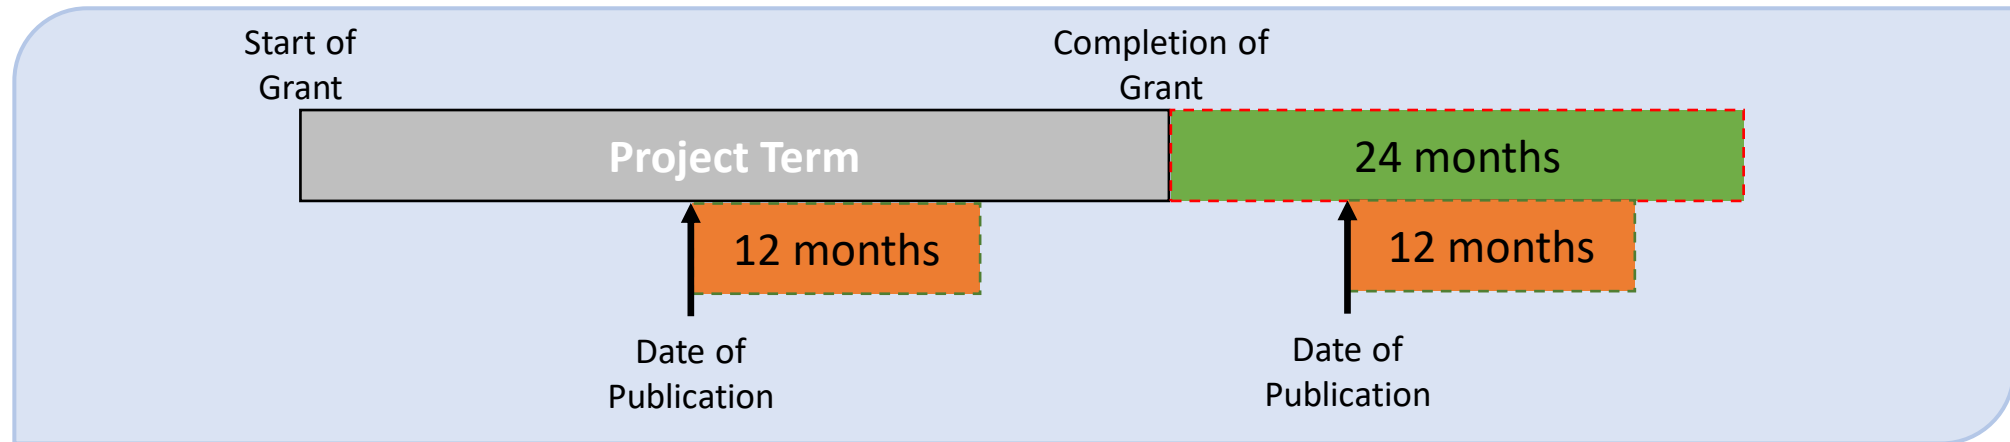 Start of
Grant
Completion of
Grant
Project Term
24 months
12 months
12 months
Date of
Publication
Date of
Publication